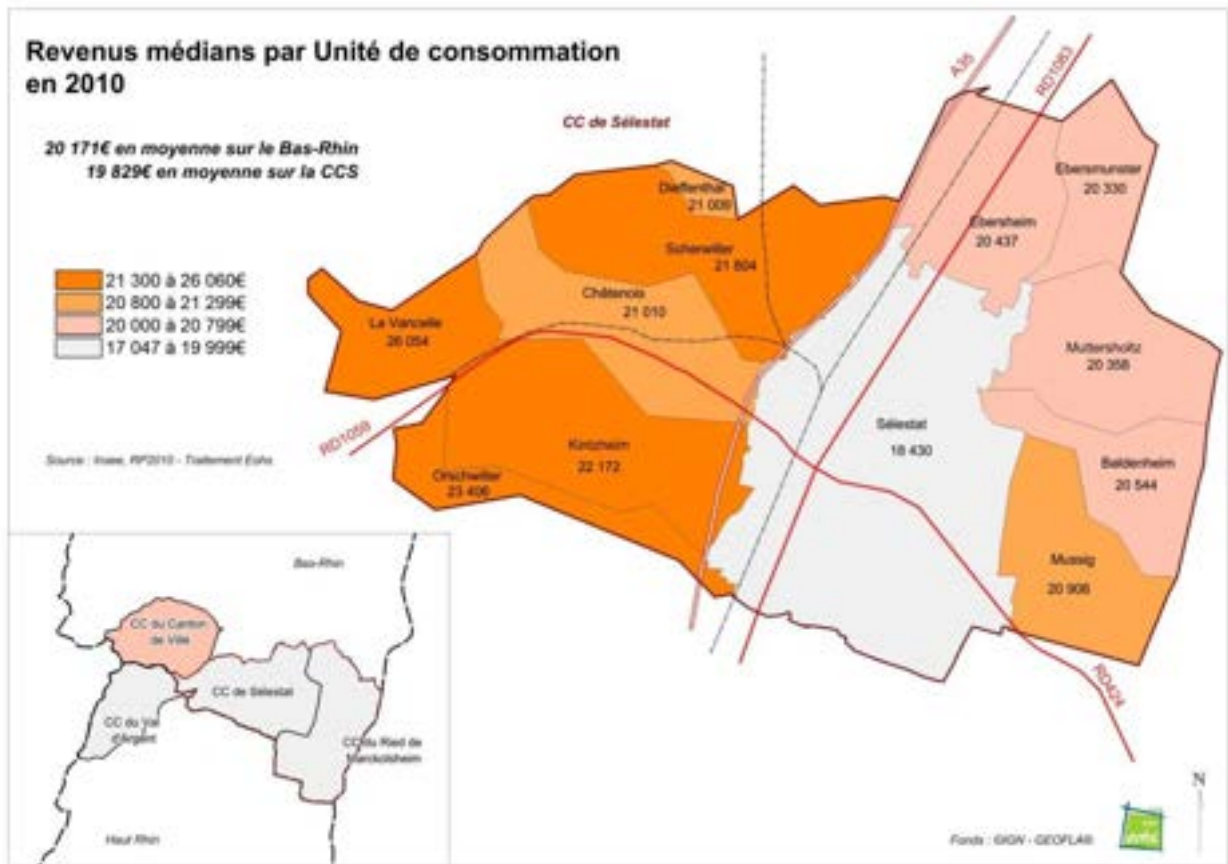 Revenus médians par Unité de consommation
en 2010
20 171€ en moyenne sur le Bas-Rhin
19 829€ en moyenne sur la CCS
21 300 à 26 060€
20 800 à 21 299€
20 000 à 20 799€
17 047 à 19 999€
Source : Insee, RP2010 - Traitement
CC de Sélestat
A35
RD1083
Dieffenthal
21 009
Scherwiller
21 804
Ebersmunster
20 330
Ebersheim
20 437
Châtenois
21 010
La Vancelle
26 054
Muttersholtz
20 358
RD1059
Kintzheim
22 172
Orschwiller
23 406
Sélestat
18 430
Baldenheim
20 544
Mussig
20 906
RD424
Bas-Rhin
CC du Canton
de Villé
CC de Sélestat
CC du Val
d'Argent
CC du Ried de
Marckolsheim
Haut Rhin
N
Fonds : ©IGN - GEOFLA®